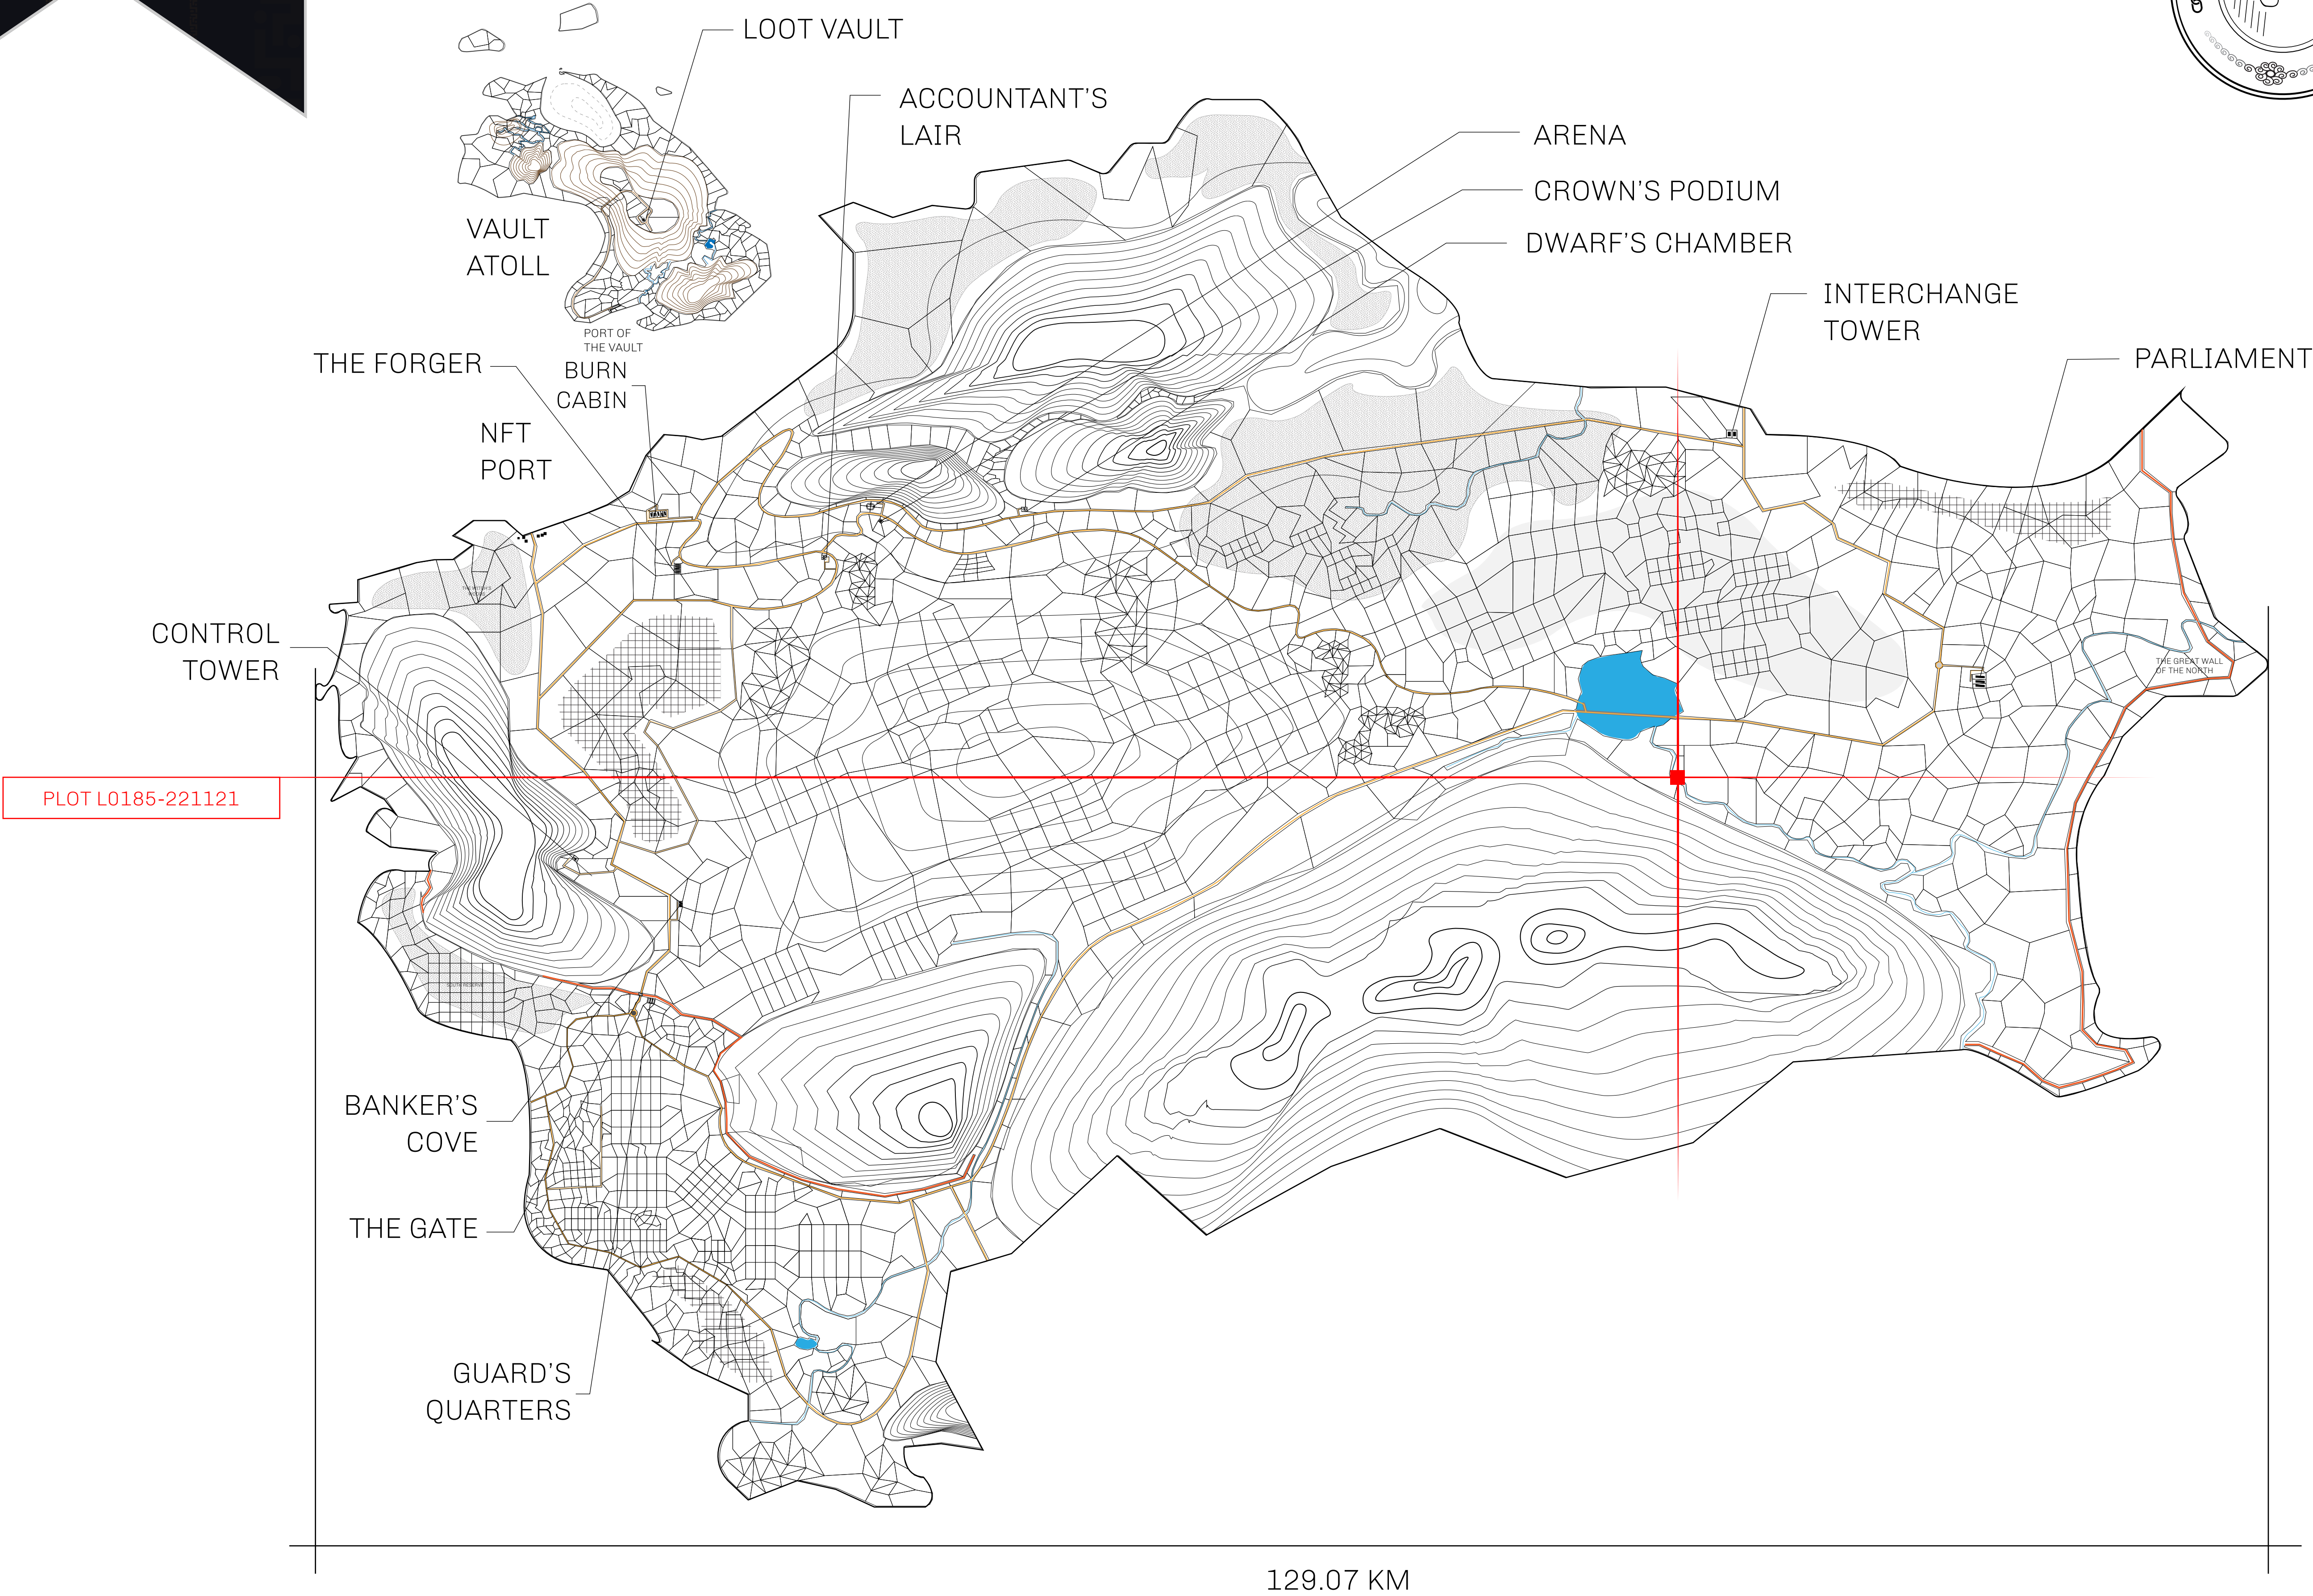 LOOT VAULT
ACCOUNTANT'S
LAIR
ARENA
CROWN'S PODIUM
DWARF'S CHAMBER
VAULT
ATOLL
INTERCHANGE
TOWER
PORT OF
THE VAULT
PARLIAMENT
THE FORGER
BURN
CABIN
NFT
PORT
CONTROL
TOWER
THE GREAT WALL
OF THE NORTH
PLOT L0185-221121
SOUTH RESERVE
BANKER'S
COVE
THE GATE
GUARD'S
QUARTERS
129.07 KM